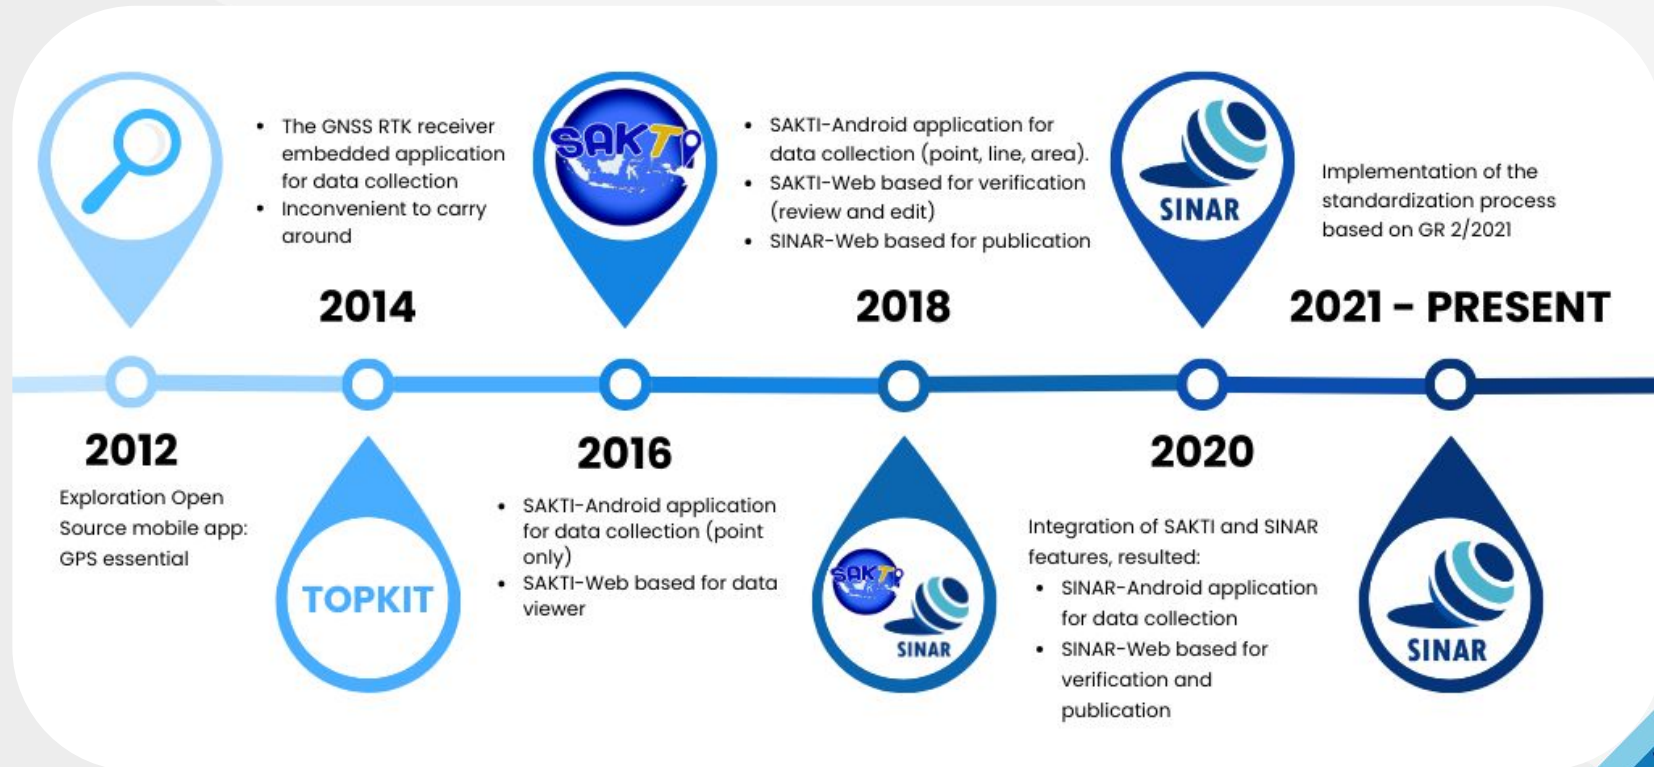 SAKTI
SINAR
The GNSS RTK receiver
embedded application
for data collection
Inconvenient to carry
around
SAKTI-Android application for
data collection (point, line, area).
SAKTI-Web based for verification
(review and edit)
SINAR-Web based for publication
Implementation of the
standardization process
based on GR 2/2021
2014
2018
2021 - PRESENT
2012
Exploration Open
Source mobile app:
GPS essential
TOPKIT
2016
SAKTI-Android application
for data collection (point
only)
SAKTI-Web based for data
viewer
SAKTI
SINAR
2020
Integration of SAKTI and SINAR
features, resulted:
SINAR-Android application
for data collection
SINAR-Web based for
verification and
publication
SINAR